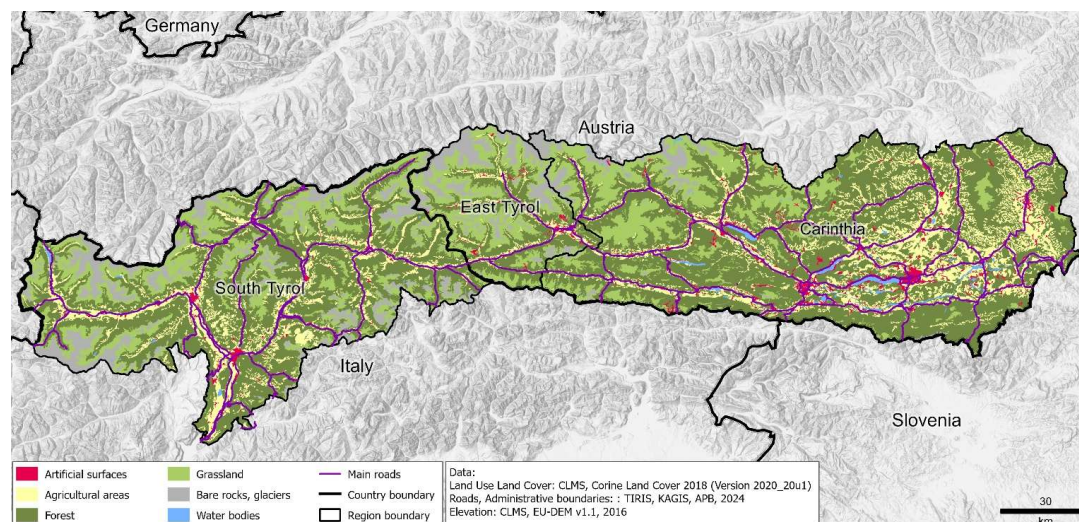 Germany
Austria
East Tyrol
Carinthia
South Tyrol
Italy
Slovenia
Artificial surfaces
Agricultural areas
Forest
Grassland
Bare rocks, glaciers
Water bodies
Main roads
Country boundary
Region boundary
Data:
Land Use Land Cover: CLMS, Corine Land Cover 2018 (Version 2020_20u1)
Roads, Administrative boundaries: : TIRIS, KAGIS, APB, 2024
Elevation: CLMS, EU-DEM v1.1, 2016
30
km